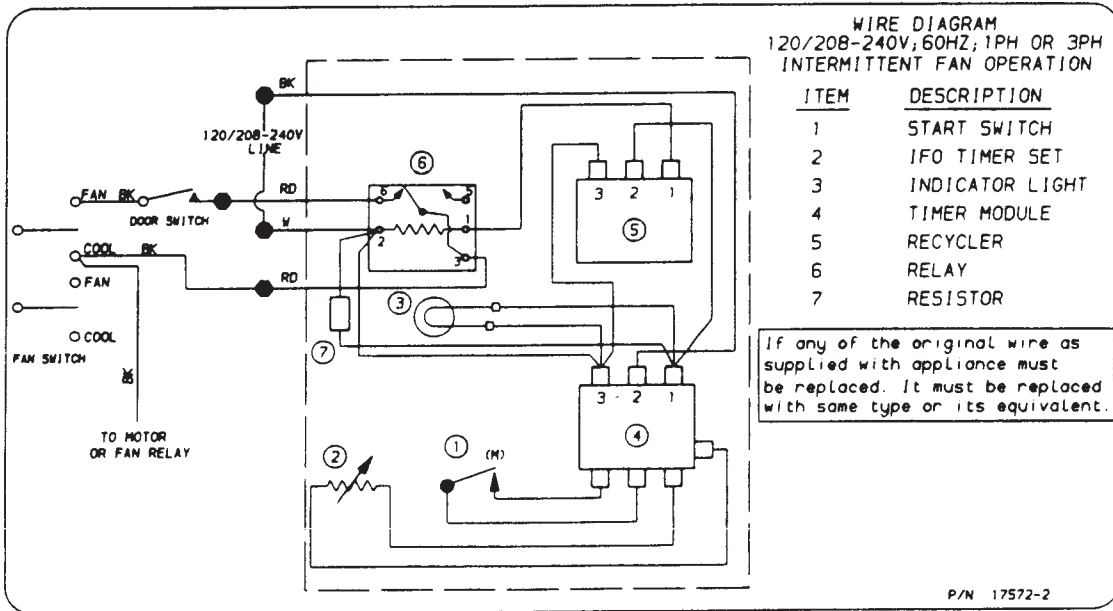 WIRE DIAGRAM
120/208-240V; 60HZ; 1PH OR 3PH
INTERMITTENT FAN OPERATION
ITEM DESCRIPTION
1 START SWITCH
2 IFO TIMER SET
3 INDICATOR LIGHT
4 TIMER MODULE
5 RECYCLER
6 RELAY
7 RESISTOR
If any of the original wire as
supplied with appliance must
be replaced. It must be replaced
with same type or its equivalent.
BK
120/208-240V
LINE
6
FAN BK
DOOR SWITCH
RD
6 5
W
2 1
3
COOL BK
RD
FAN
COOL
FAN SWITCH
BK
TO MOTOR
OR FAN RELAY
3 2 1
5
3
7
3 2 1
4
2
1 (M)
P/N 17572-2